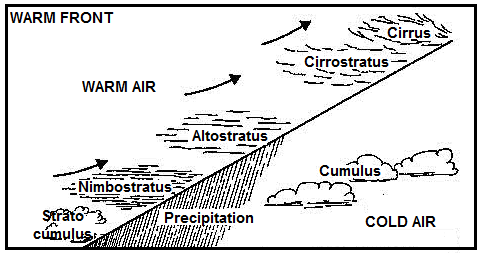 WARM FRONT
Cirrus
Cirrostratus
WARM AIR
Altostratus
Cumulus
Nimbostratus
Strato
cumulus
Precipitation
COLD AIR